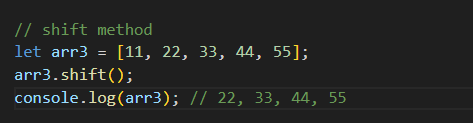 // shift method
let arr3 = [11, 22, 33, 44, 55];
arr3.shift();
console.log(arr3); // 22, 33, 44, 55